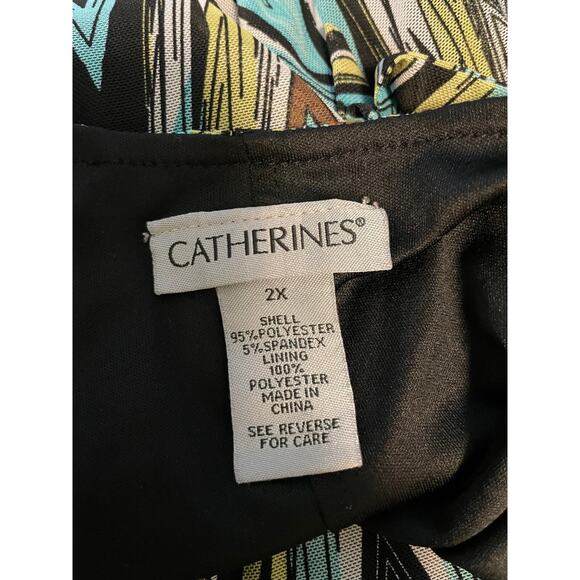 CATHERINES®
2X
SHELL
95%POLYESTER
5%SPANDEX
LINING
100%
POLYESTER
MADE IN
CHINA
SEE REVERSE
FOR CARE